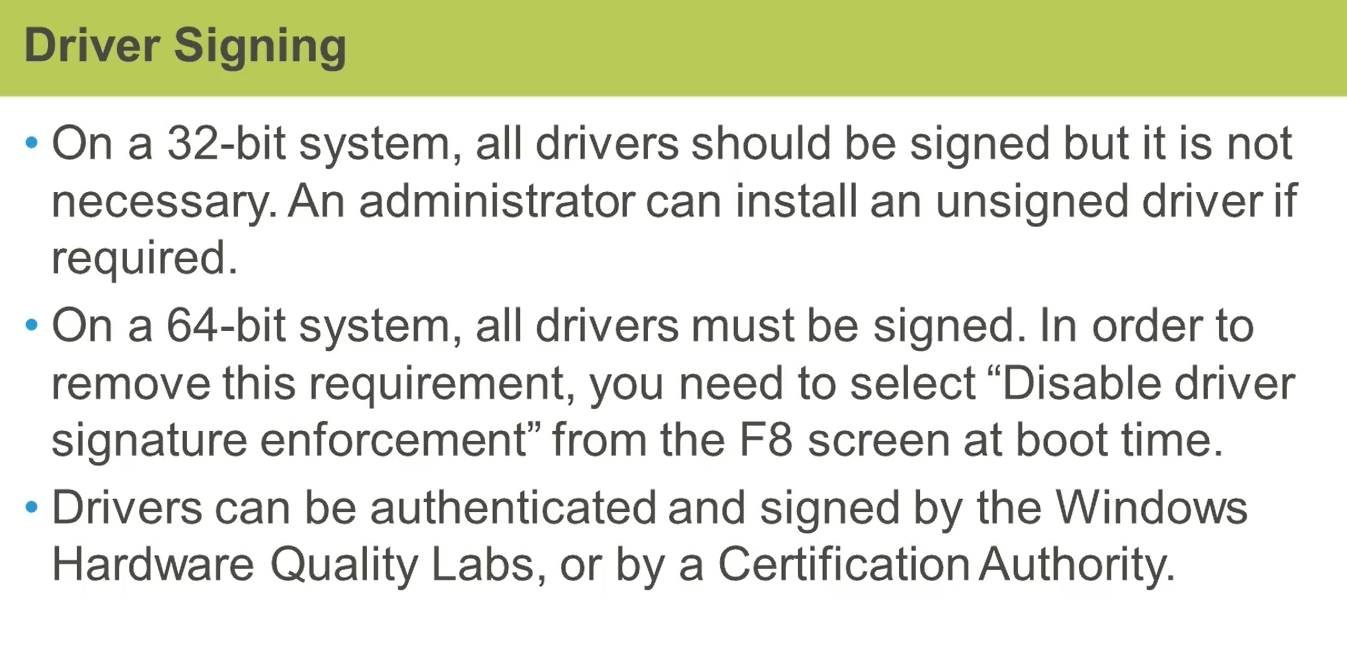 Driver Signing
• On a 32-bit system, all drivers should be signed but it is not
necessary. An administrator can install an unsigned driver if
required.
• On a 64-bit system, all drivers must be signed. In order to
remove this requirement, you need to select “Disable driver
signature enforcement” from the F8 screen at boot time.
• Drivers can be authenticated and signed by the Windows
Hardware Quality Labs, or by a Certification Authority.